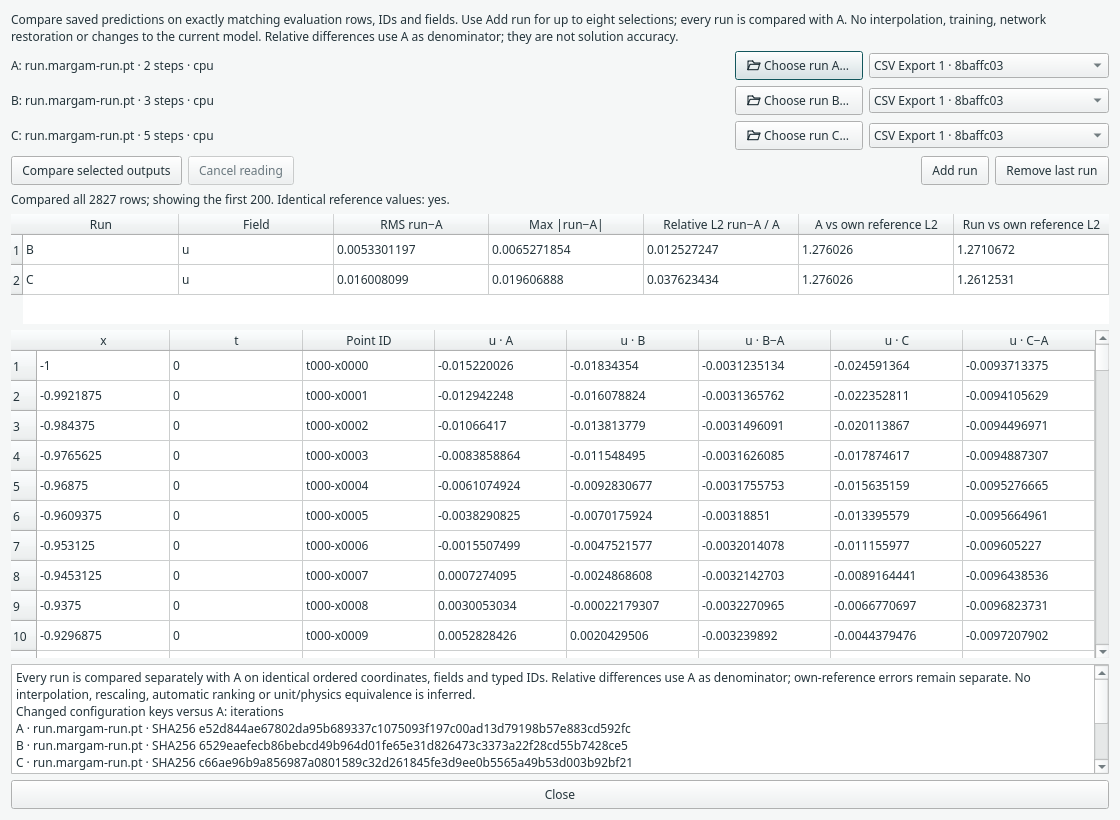 Compare saved predictions on exactly matching evaluation rows, IDs and fields. Use Add run for up to eight selections; every run is compared with A. No interpolation, training, network
restoration or changes to the current model. Relative differences use A as denominator; they are not solution accuracy.
A: run.margam-run.pt · 2 steps · cpu Choose run A... CSV Export 1 · 8baffc03
B: run.margam-run.pt · 3 steps · cpu Choose run B... CSV Export 1 · 8baffc03
C: run.margam-run.pt · 5 steps · cpu Choose run C... CSV Export 1 · 8baffc03
Compare selected outputs Cancel reading Add run Remove last run
Compared all 2827 rows; showing the first 200. Identical reference values: yes.
Run Field RMS run−A Max |run−A| Relative L2 run−A / A A vs own reference L2 Run vs own reference L2
1 B u 0.0053301197 0.0065271854 0.012527247 1.276026 1.2710672
2 C u 0.016008099 0.019606888 0.037623434 1.276026 1.2612531
x t Point ID u · A u · B u · B−A u · C u · C−A
1 -1 0 t000-x0000 -0.015220026 -0.01834354 -0.0031235134 -0.024591364 -0.0093713375
2 -0.9921875 0 t000-x0001 -0.012942248 -0.016078824 -0.0031365762 -0.022352811 -0.0094105629
3 -0.984375 0 t000-x0002 -0.01066417 -0.013813779 -0.0031496091 -0.020113867 -0.0094496971
4 -0.9765625 0 t000-x0003 -0.0083858864 -0.011548495 -0.0031626085 -0.017874617 -0.0094887307
5 -0.96875 0 t000-x0004 -0.0061074924 -0.0092830677 -0.0031755753 -0.015635159 -0.0095276665
6 -0.9609375 0 t000-x0005 -0.0038290825 -0.0070175924 -0.00318851 -0.013395579 -0.0095664961
7 -0.953125 0 t000-x0006 -0.0015507499 -0.0047521577 -0.0032014078 -0.011155977 -0.009605227
8 -0.9453125 0 t000-x0007 0.0007274095 -0.0024868608 -0.0032142703 -0.0089164441 -0.0096438536
9 -0.9375 0 t000-x0008 0.0030053034 -0.00022179307 -0.0032270965 -0.0066770697 -0.0096823731
10 -0.9296875 0 t000-x0009 0.0052828426 0.0020429506 -0.003239892 -0.0044379476 -0.0097207902
Every run is compared separately with A on identical ordered coordinates, fields and typed IDs. Relative differences use A as denominator; own-reference errors remain separate. No
interpolation, rescaling, automatic ranking or unit/physics equivalence is inferred.
Changed configuration keys versus A: iterations
A · run.margam-run.pt · SHA256 e52d844ae67802da95b689337c1075093f197c00ad13d79198b57e883cd592fc
B · run.margam-run.pt · SHA256 6529eaefecb86bebcd49b964d01fe65e31d826473c3373a22f28cd55b7428ce5
C · run.margam-run.pt · SHA256 c66ae96b9a856987a0801589c32d261845fe3d9ee0b5565a49b53d003b92bf21
Close